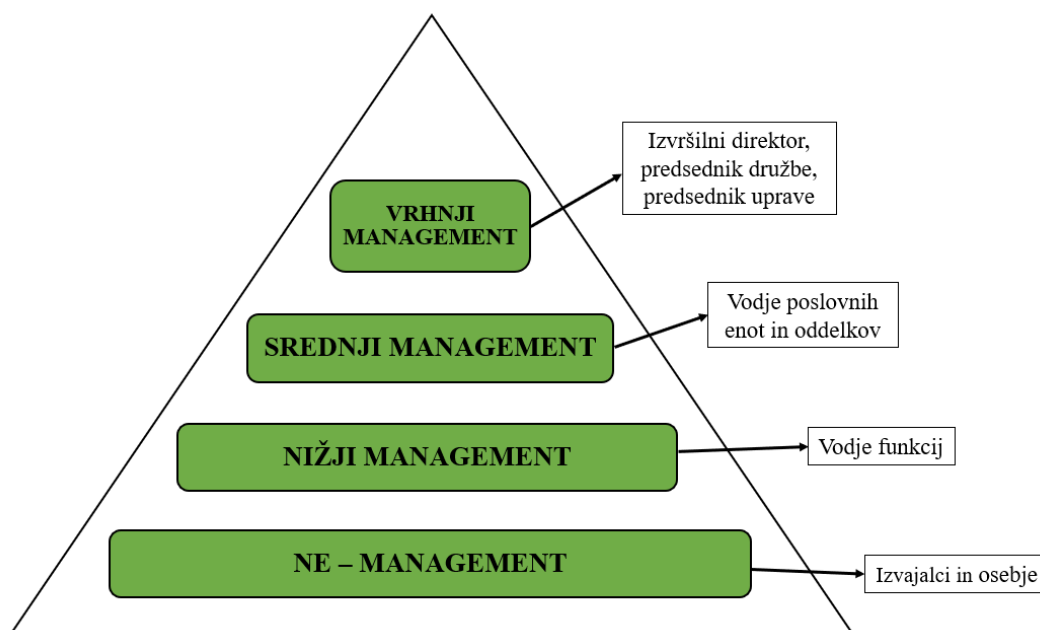 VRHNJI
MANAGEMENT
Izvršilni direktor,
predsednik družbe,
predsednik uprave
SREDNJI MANAGEMENT
Vodje poslovnih
enot in oddelkov
NIŽJI MANAGEMENT
Vodje funkcij
NE – MANAGEMENT
Izvajalci in osebje